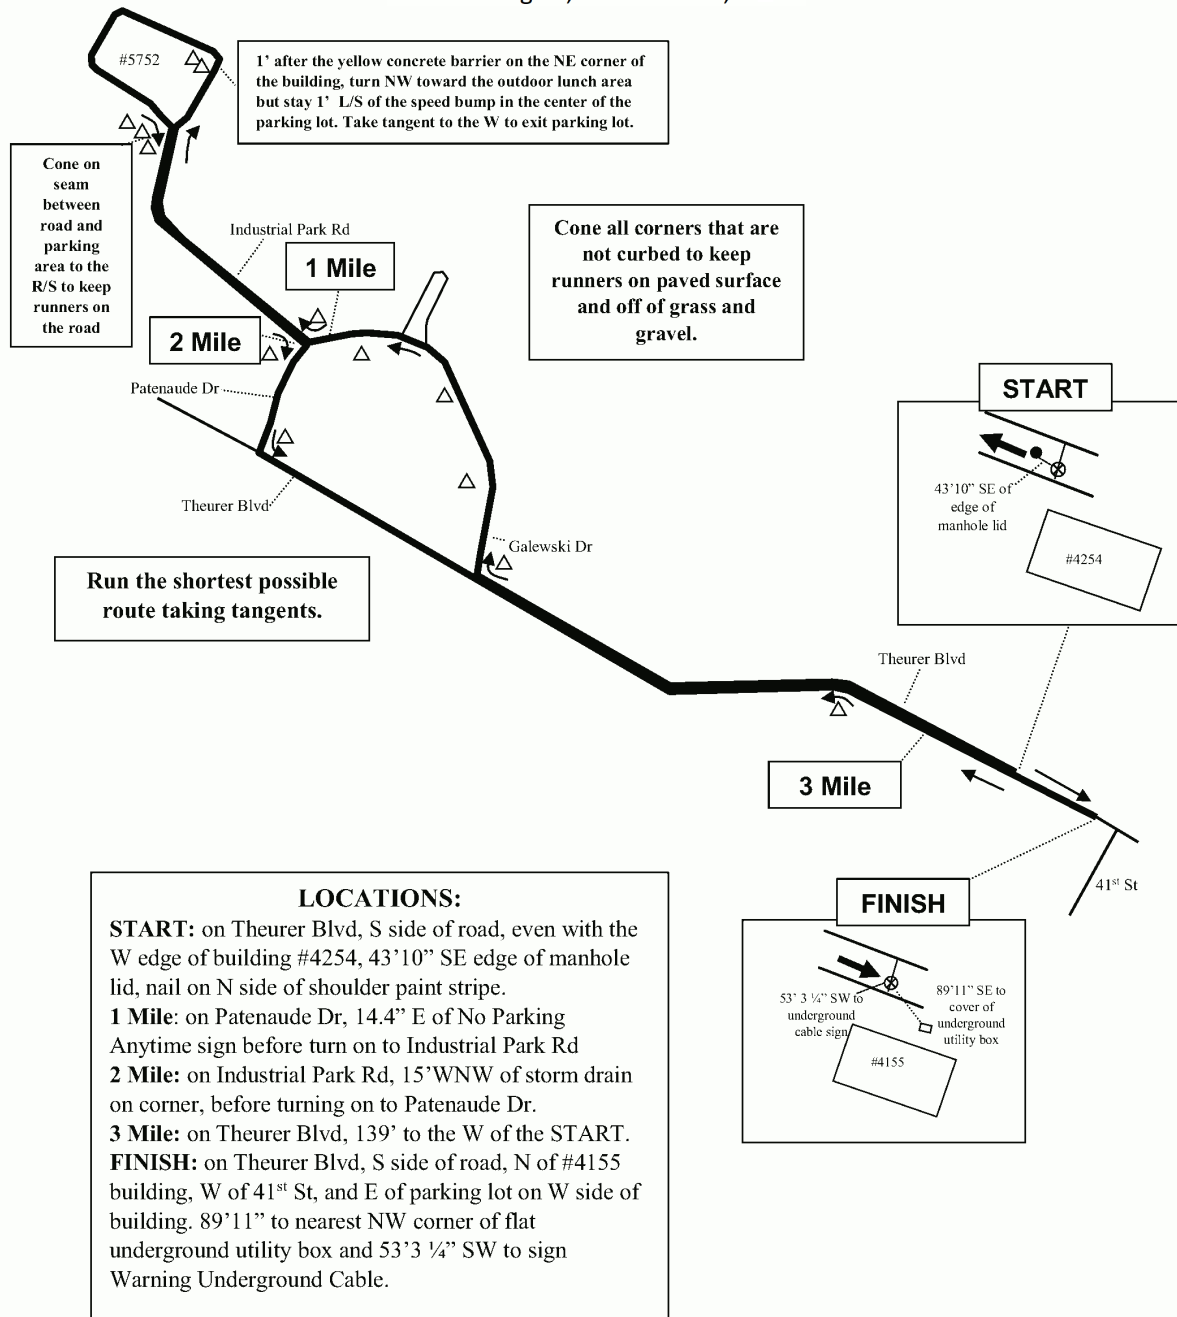 #5752
1’ after the yellow concrete barrier on the NE corner of
the building, turn NW toward the outdoor lunch area
but stay 1’ L/S of the speed bump in the center of the
parking lot. Take tangent to the W to exit parking lot.
Cone on
seam
between
road and
parking
area to the
R/S to keep
runners on
the road
Industrial Park Rd
1 Mile
Cone all corners that are
not curbed to keep
runners on paved surface
and off of grass and
gravel.
2 Mile
Patenaude Dr
START
43’10” SE of
edge of
manhole lid
#4254
Theurer Blvd
Galewski Dr
Run the shortest possible
route taking tangents.
Theurer Blvd
3 Mile
41st St
FINISH
53’ 3 ¼” SW to
underground
cable sign
89’11” SE to
cover of
underground
utility box
#4155
LOCATIONS:
START: on Theurer Blvd, S side of road, even with the
W edge of building #4254, 43’10” SE edge of manhole
lid, nail on N side of shoulder paint stripe.
1 Mile: on Patenaude Dr, 14.4” E of No Parking
Anytime sign before turn on to Industrial Park Rd
2 Mile: on Industrial Park Rd, 15’WNW of storm drain
on corner, before turning on to Patenaude Dr.
3 Mile: on Theurer Blvd, 139’ to the W of the START.
FINISH: on Theurer Blvd, S side of road, N of #4155
building, W of 41st St, and E of parking lot on W side of
building. 89’11” to nearest NW corner of flat
underground utility box and 53’3 ¼” SW to sign
Warning Underground Cable.